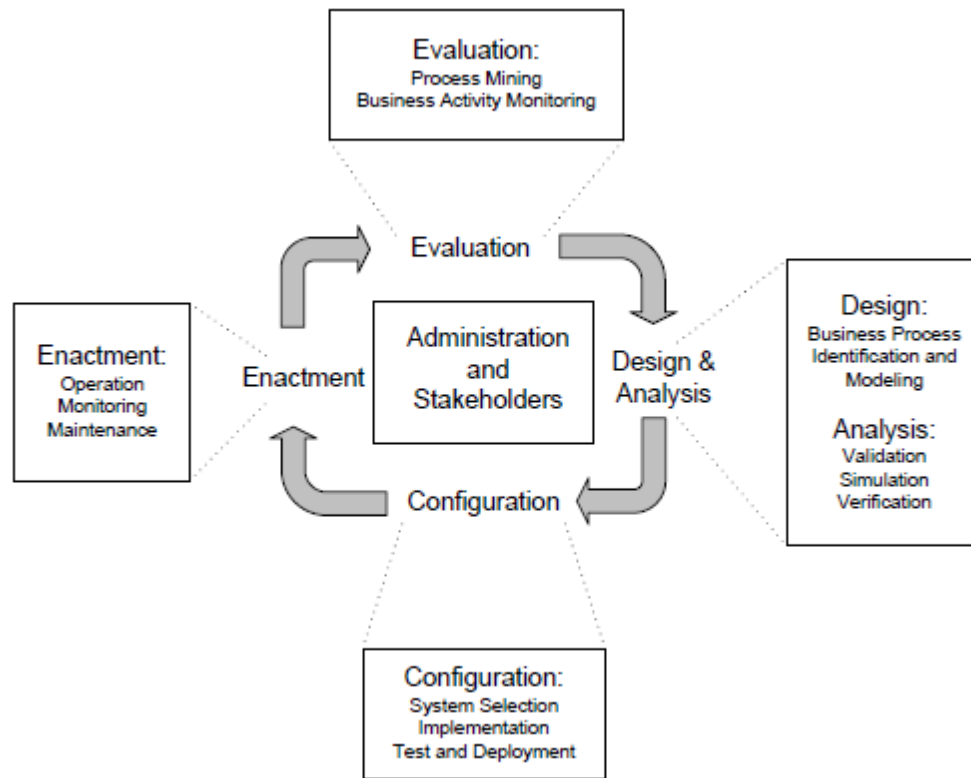 Evaluation:
Process Mining
Business Activity Monitoring
Evaluation
Administration
and
Stakeholders
Design &
Analysis
Enactment
Configuration
Enactment:
Operation
Monitoring
Maintenance
Design:
Business Process
Identification and
Modeling
Analysis:
Validation
Simulation
Verification
Configuration:
System Selection
Implementation
Test and Deployment